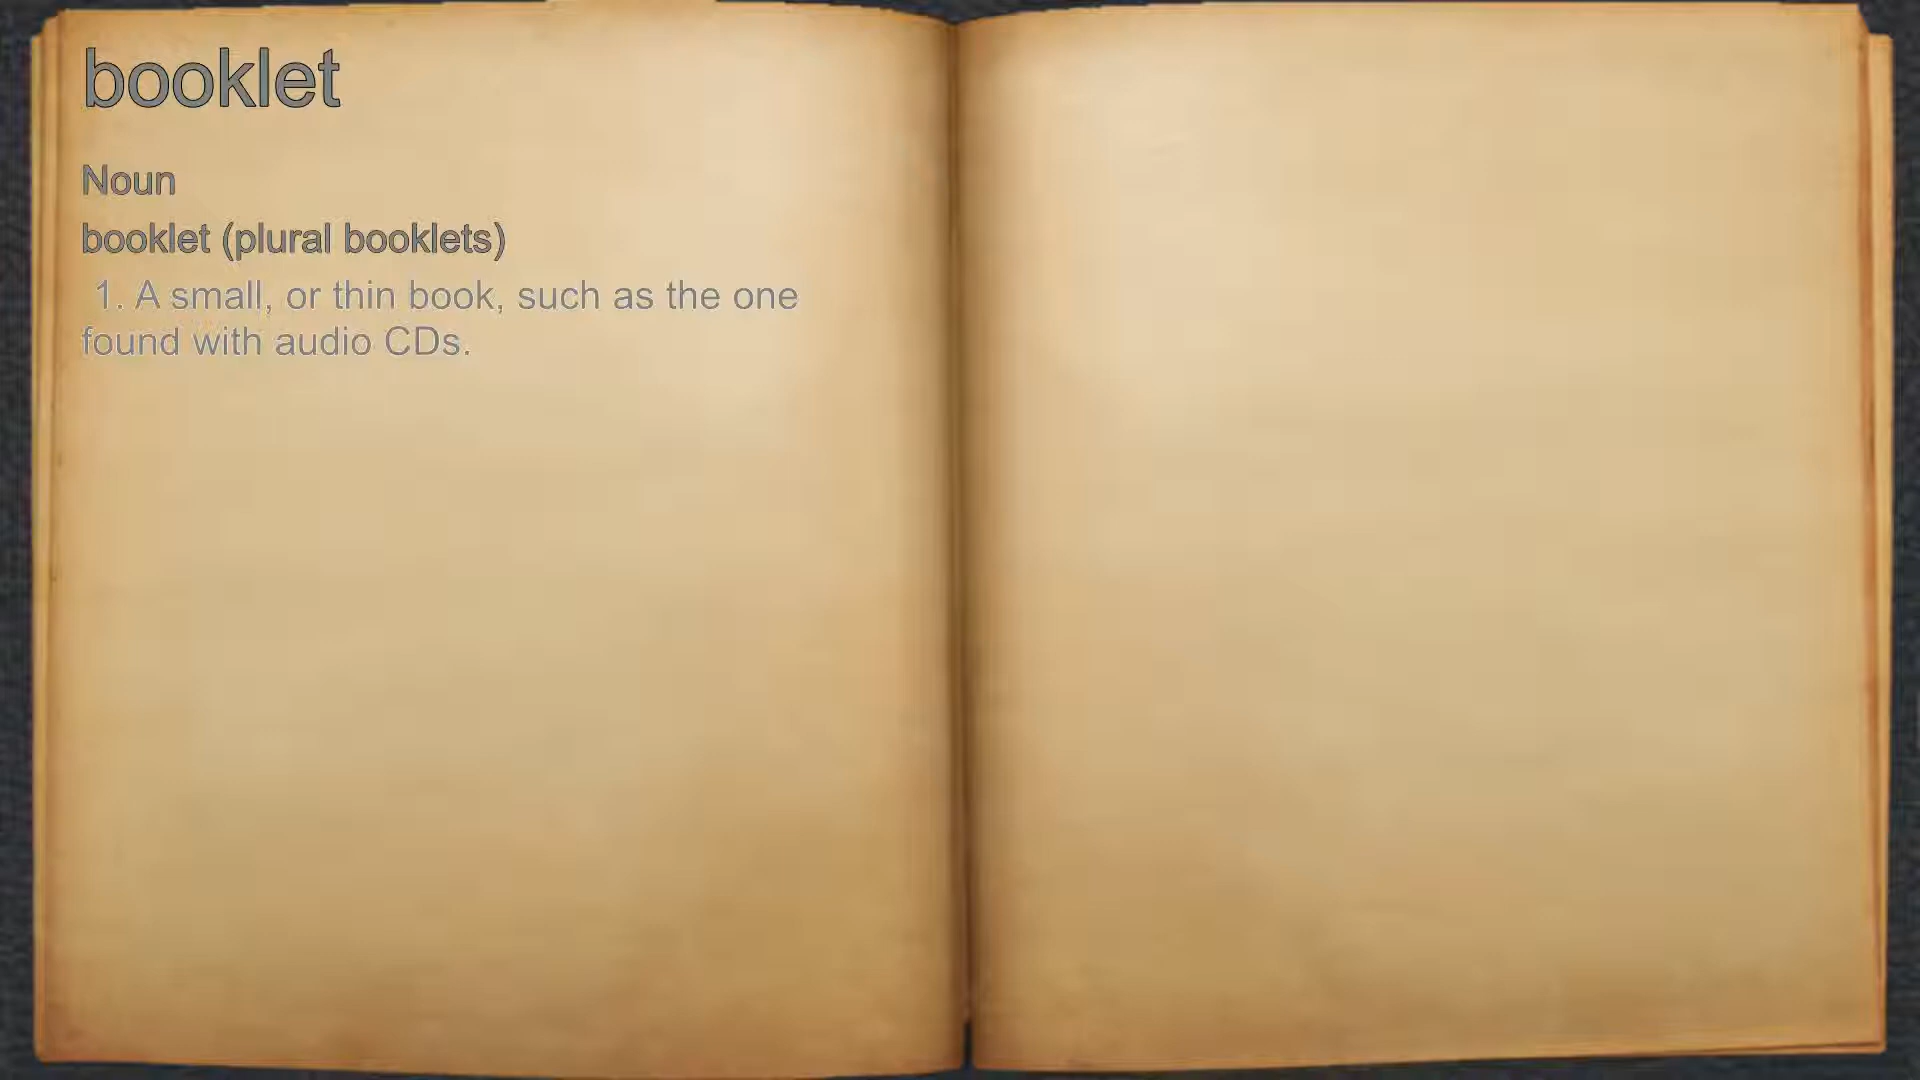 booklet
Noun
booklet (plural booklets)
1. A small, or thin book, such as the one
found with audio CDs.